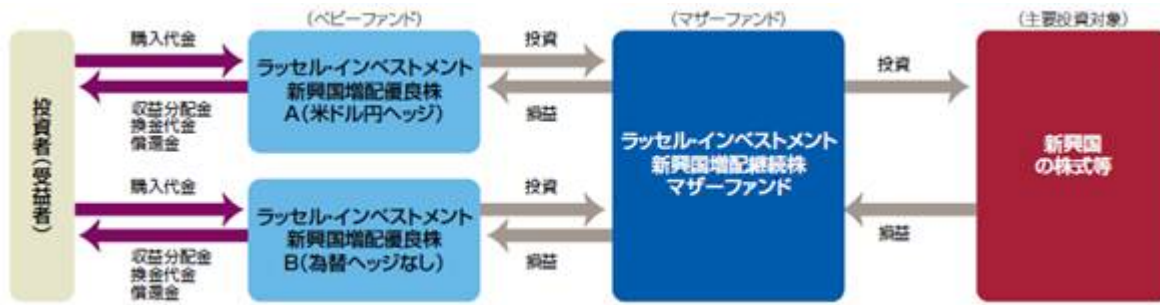 (ベビーファンド)
(マザーファンド)
(主要投資対象)
投資者(受益者)
購入代金
収益分配金
換金代金
償還金
ラッセル・インベストメント
新興国増配優良株
A(米ドル円ヘッジ)
投資
損益
購入代金
収益分配金
換金代金
償還金
ラッセル・インベストメント
新興国増配優良株
B(為替ヘッジなし)
投資
損益
ラッセル・インベストメント
新興国増配継続株
マザーファンド
投資
損益
新興国
の株式等